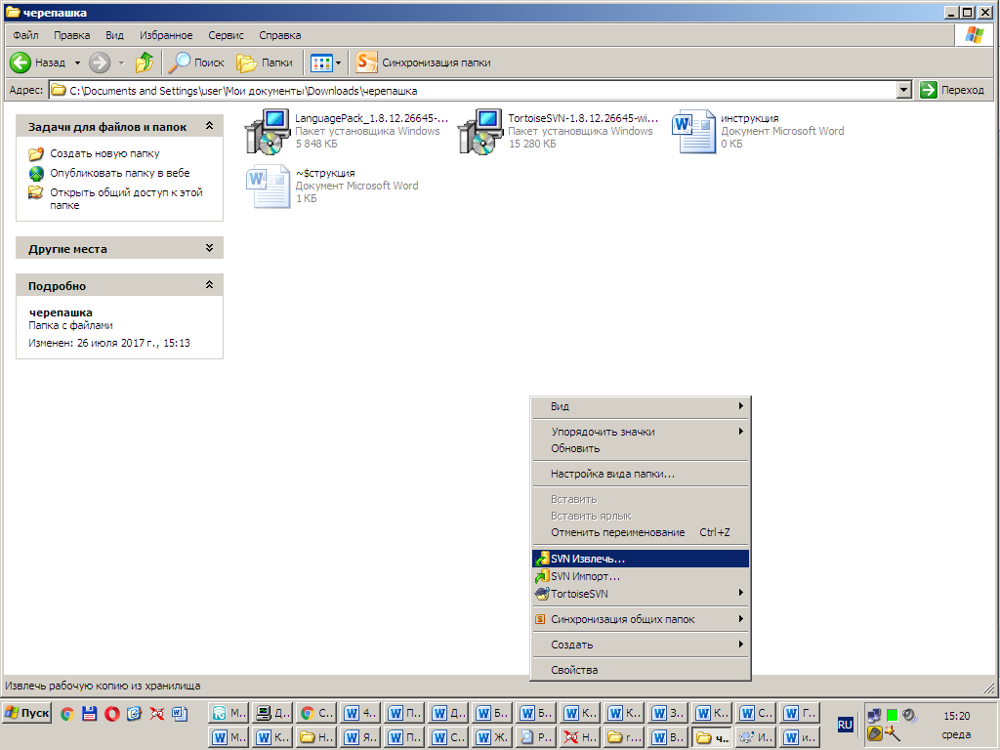 черепашка
Файл Правка Вид Избранное Сервис Справка
Назад Поиск Папки Синхронизация папки
Адрес: C:\Documents and Settings\user\Мои документы\Downloads\черепашка Переход
Задачи для файлов и папок
Создать новую папку
Опубликовать папку в вебе
Открыть общий доступ к этой
папке
Другие места
Подробно
черепашка
Папка с файлами
Изменен: 26 июля 2017 г., 15:13
LanguagePack_1.8.12.26645-...
Пакет установщика Windows
5 848 КБ
TortoiseSVN-1.8.12.26645-wi...
Пакет установщика Windows
15 280 КБ
инструкция
Документ Microsoft Word
0 КБ
~$струкция
Документ Microsoft Word
1 КБ
Вид
Упорядочить значки
Обновить
Настройка вида папки...
Вставить
Вставить ярлык
Отменить переименование Ctrl+Z
SVN Извлечь...
SVN Импорт...
TortoiseSVN
Синхронизация общих папок
Создать
Свойства
Извлечь рабочую копию из хранилища
Пуск
М... Д... С... 4... П... Д... Б... Б... К... К... З... К... С... Г...
М... К... Н... Я... П... С... Ж... Р... Н... г... В... ч... И... и...
RU
15:20
среда